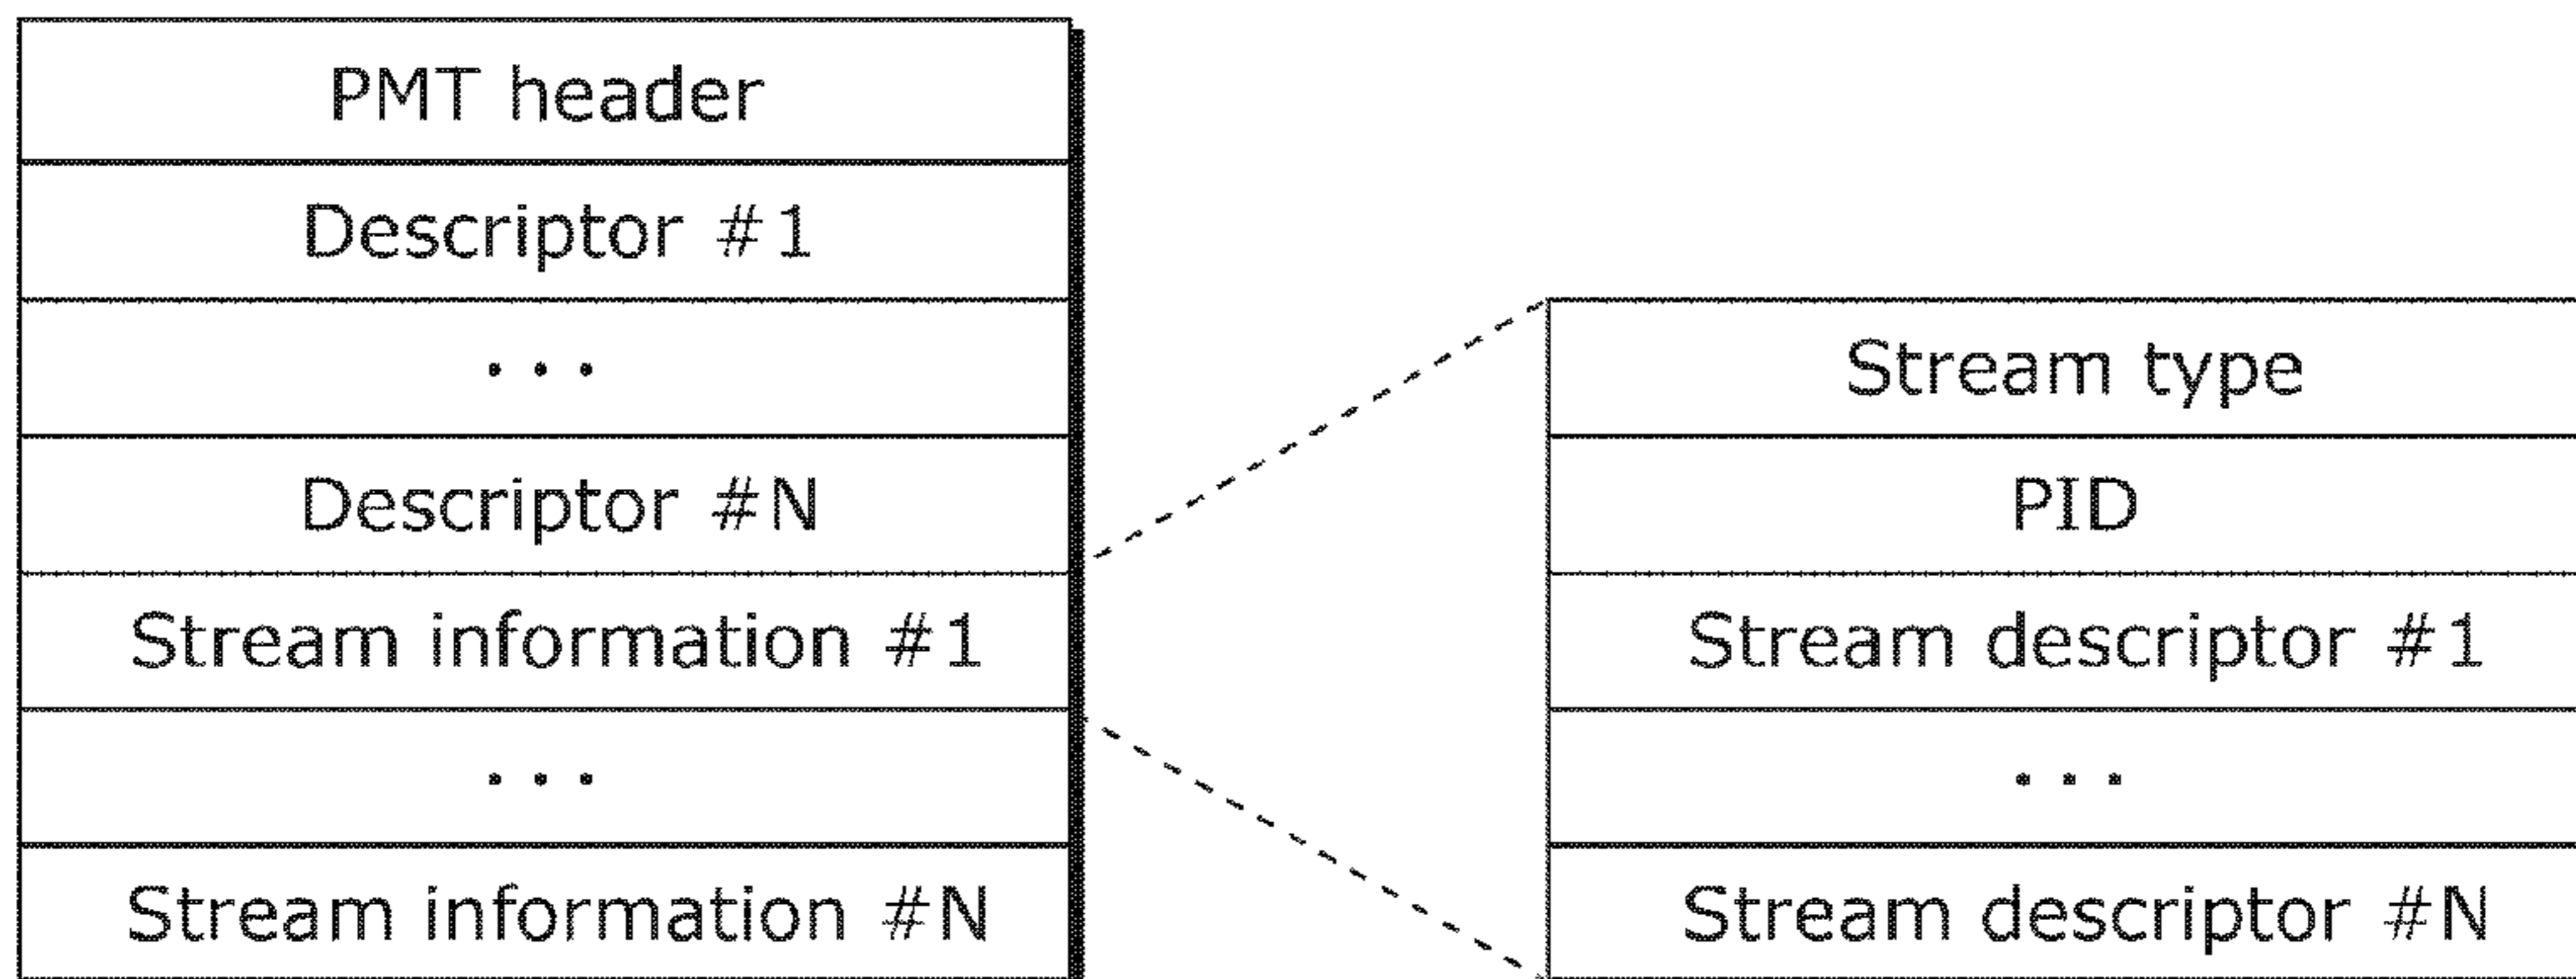 PMT header
Descriptor #1
...
Descriptor #N
Stream information #1
...
Stream information #N
Stream type
PID
Stream descriptor #1
...
Stream descriptor #N